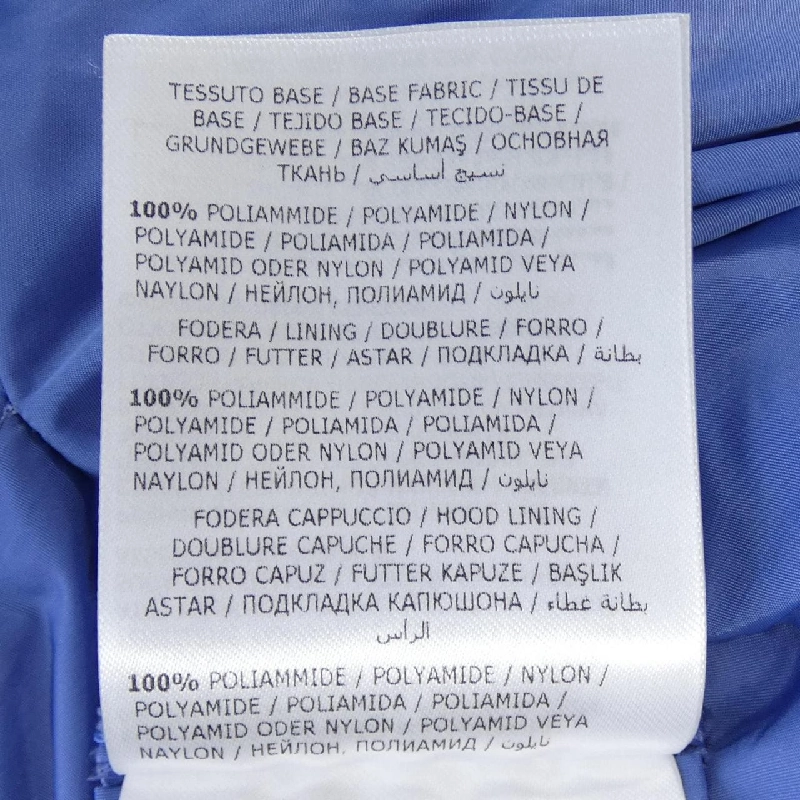 TESSUTO BASE / BASE FABRIC / TISSU DE
BASE / TEJIDO BASE / TECIDO-BASE /
GRUNDGEWEBE / BAZ KUMAŞ / ОСНОВНАЯ
ТКАНЬ / نسيج أساسي
100% POLIAMMIDE / POLYAMIDE / NYLON /
POLYAMIDE / POLIAMIDA / POLIAMIDA /
POLYAMID ODER NYLON / POLYAMID VEYA
NAYLON / НЕЙЛОН, ПОЛИАМИД / نايلون
FODERA / LINING / DOUBLURE / FORRO /
FORRO / FUTTER / ASTAR / ПОДКЛАДКА / بطانة
100% POLIAMMIDE / POLYAMIDE / NYLON /
POLYAMIDE / POLIAMIDA / POLIAMIDA /
POLYAMID ODER NYLON / POLYAMID VEYA
NAYLON / НЕЙЛОН, ПОЛИАМИД / نايلون
FODERA CAPPUCCIO / HOOD LINING /
DOUBLURE CAPUCHE / FORRO CAPUCHA /
FORRO CAPUZ / FUTTER KAPUZE / BAŞLIK
ASTAR / ПОДКЛАДКА КАПЮШОНА / بطانة غطاء
الرأس
100% POLIAMMIDE / POLYAMIDE / NYLON /
POLYAMIDE / POLIAMIDA / POLIAMIDA /
POLYAMID ODER NYLON / POLYAMID VEYA
NAYLON / НЕЙЛОН, ПОЛИАМИД / نايلون